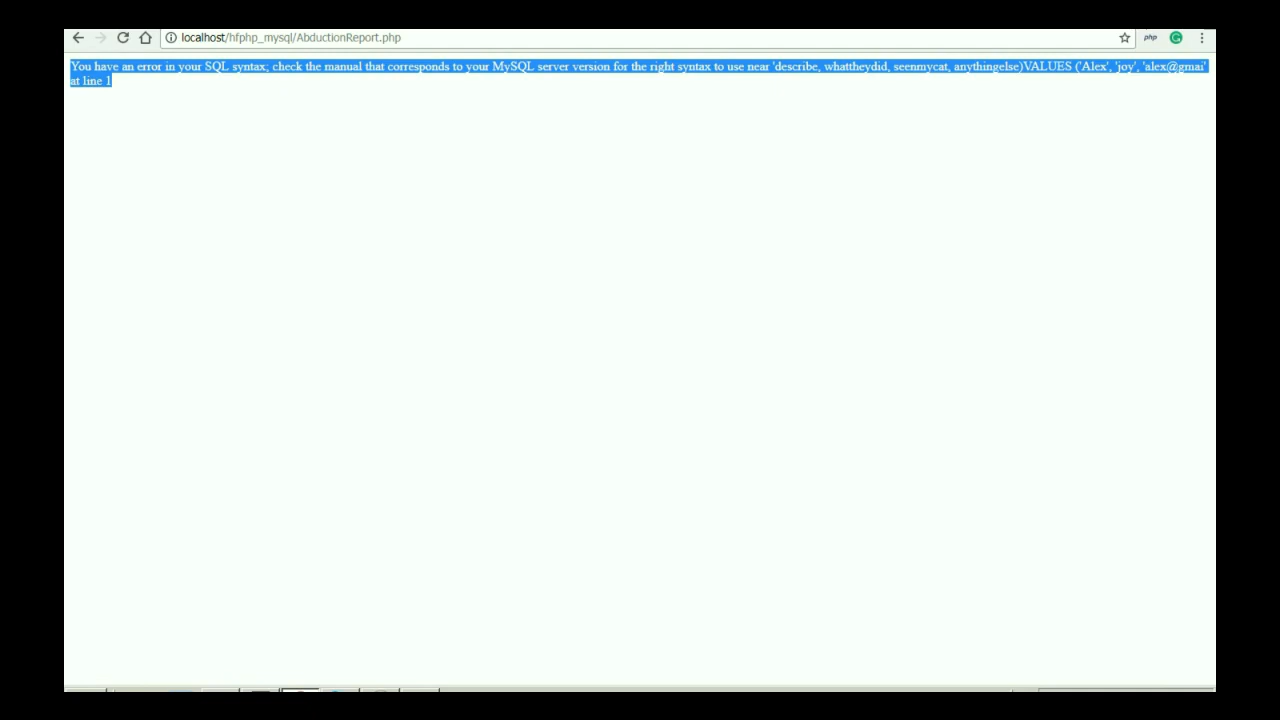 localhost/hfphp_mysql/AbductionReport.php
php
You have an error in your SQL syntax; check the manual that corresponds to your MySQL server version for the right syntax to use near 'describe, whattheydid, seenmycat, anythingelse)VALUES ('Alex', 'joy', 'alex@gmai'
at line 1